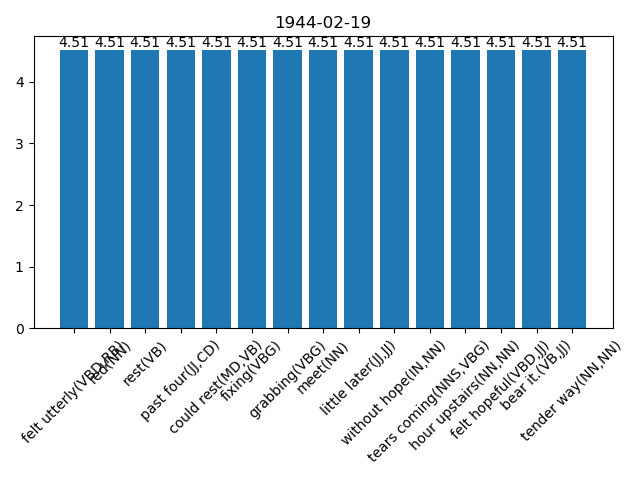 1944-02-19
4.51 4.51 4.51 4.51 4.51 4.51 4.51 4.51 4.51 4.51 4.51 4.51 4.51 4.51 4.51
4
3
2
1
0
felt utterly(VBD,RB)
red(NN)
rest(VB)
past four(JJ,CD)
could rest(MD,VB)
fixing(VBG)
grabbing(VBG)
meet(NN)
little later(JJ,JJ)
without hope(IN,NN)
tears coming(NNS,VBG)
hour upstairs(NN,NN)
felt hopeful(VBD,JJ)
bear it.(VB,JJ)
tender way(NN,NN)